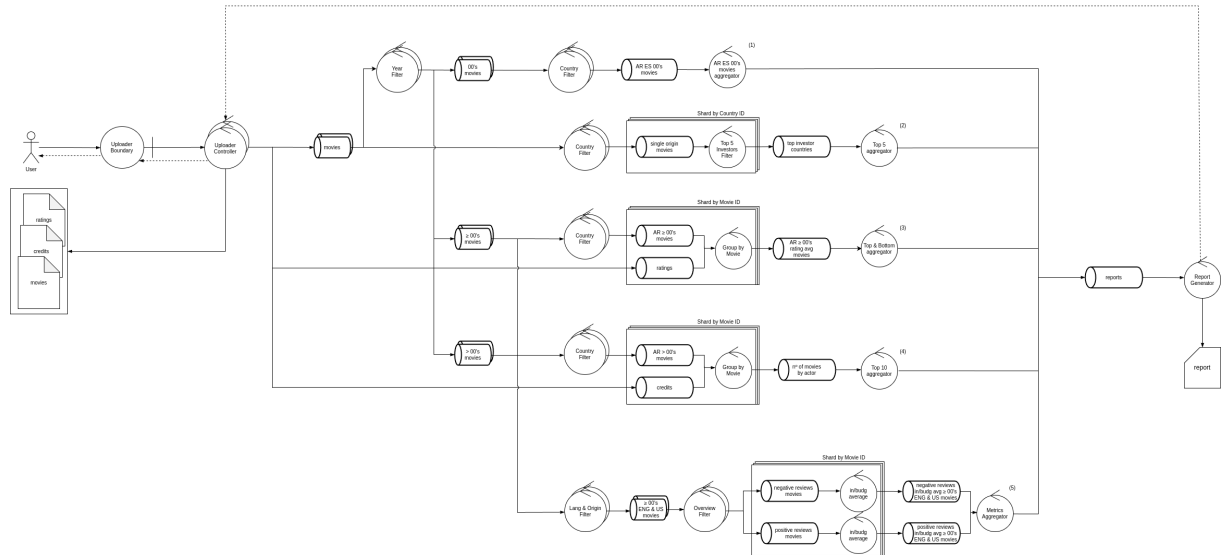 (1)
Year
Filter
00's
movies
Country
Filter
AR ES 00's
movies
AR ES 00's
movies
aggregator
User
Uploader
Boundary
Uploader
Controller
movies
Country
Filter
Shard by Country ID
single origin
movies
Top 5
Investors
Filter
top investor
countries
(2)
Top 5
aggregator
ratings
credits
movies
≥ 00's
movies
Country
Filter
Shard by Movie ID
AR ≥ 00's
movies
ratings
Group by
Movie
AR ≥ 00's
rating avg
movies
(3)
Top & Bottom
aggregator
reports
Report
Generator
report
> 00's
movies
Country
Filter
Shard by Movie ID
AR > 00's
movies
credits
Group by
Movie
nº of movies
by actor
(4)
Top 10
aggregator
Lang & Origin
Filter
≥ 00's
ENG & US
movies
Overview
Filter
Shard by Movie ID
negative reviews
movies
in/budg
average
negative reviews
in/budg avg ≥ 00's
ENG & US movies
positive reviews
movies
in/budg
average
positive reviews
in/budg avg ≥ 00's
ENG & US movies
(5)
Metrics
Aggregator